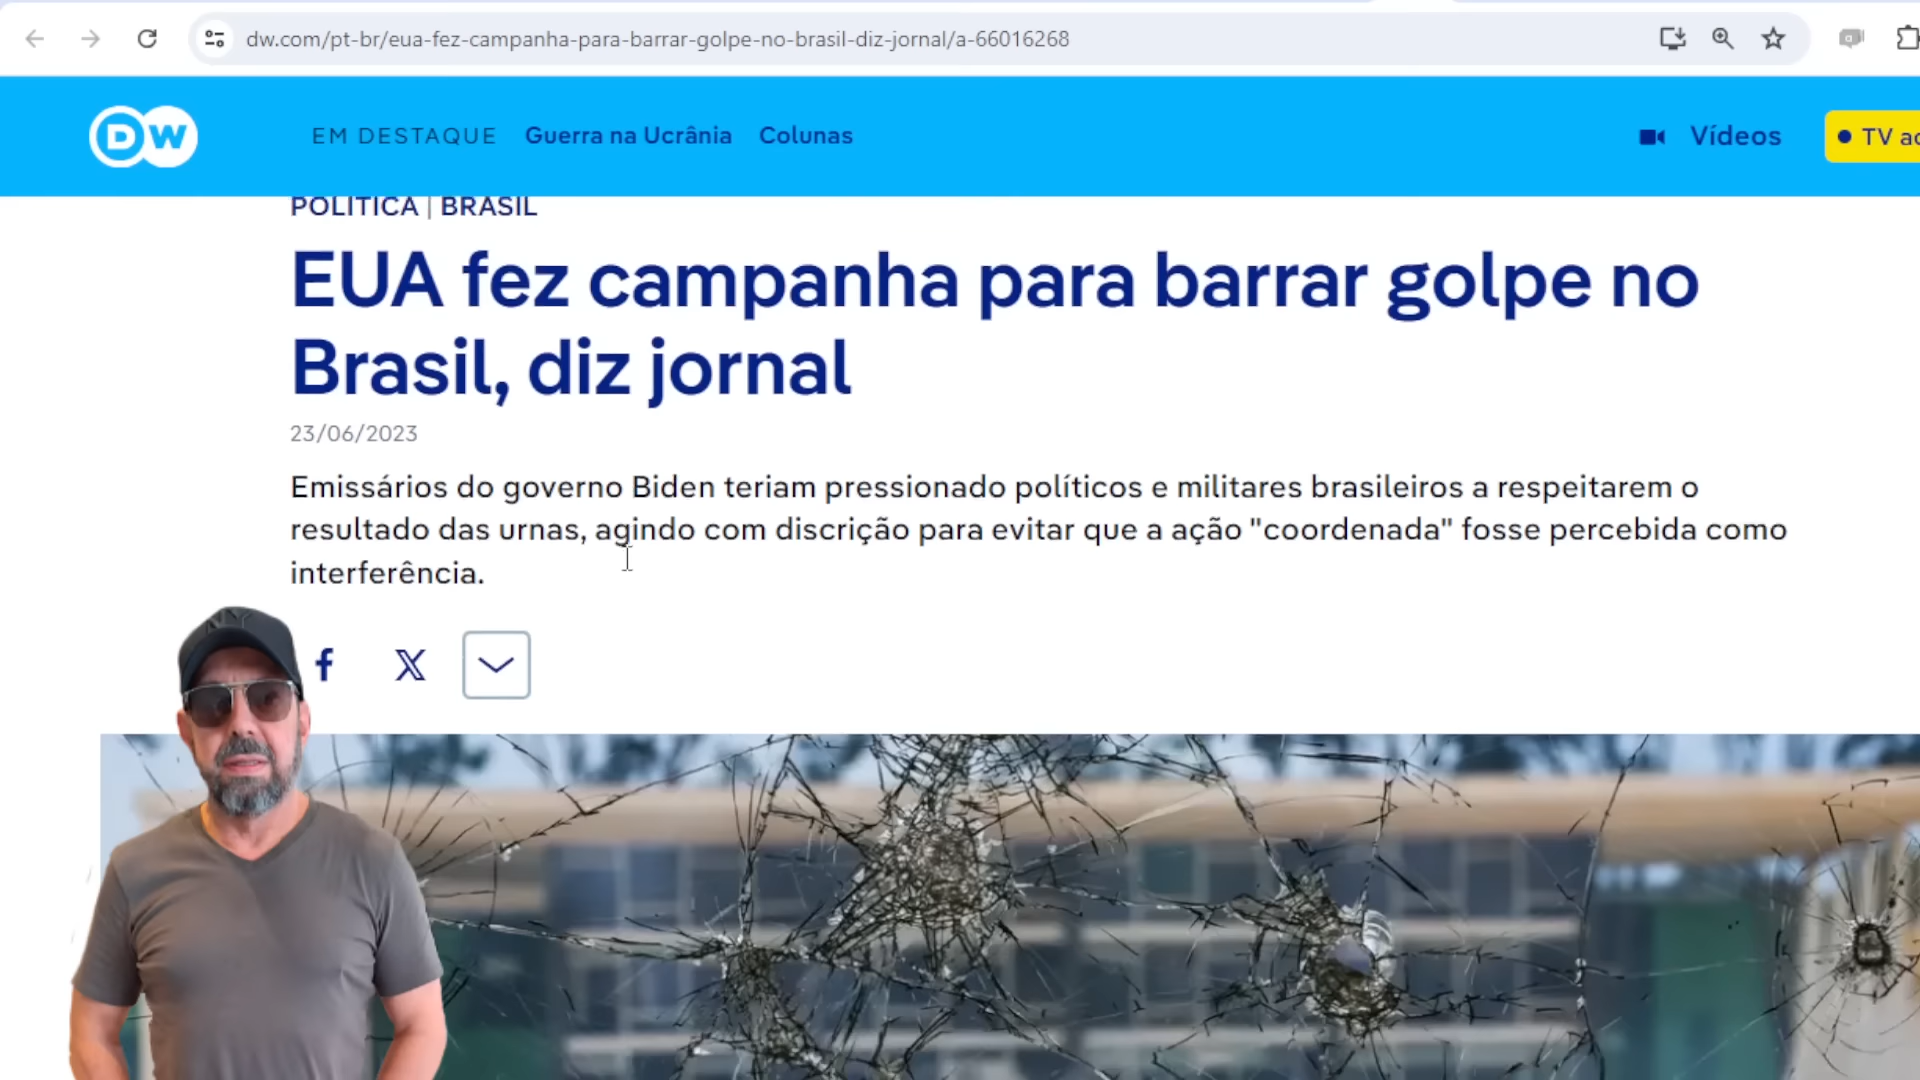 dw.com/pt-br/eua-fez-campanha-para-barrar-golpe-no-brasil-diz-jornal/a-66016268
DW
EM DESTAQUE Guerra na Ucrânia Colunas Vídeos TV ao
POLÍTICA | BRASIL
EUA fez campanha para barrar golpe no
Brasil, diz jornal
23/06/2023
Emissários do governo Biden teriam pressionado políticos e militares brasileiros a respeitarem o
resultado das urnas, agindo com discrição para evitar que a ação "coordenada" fosse percebida como
interferência.